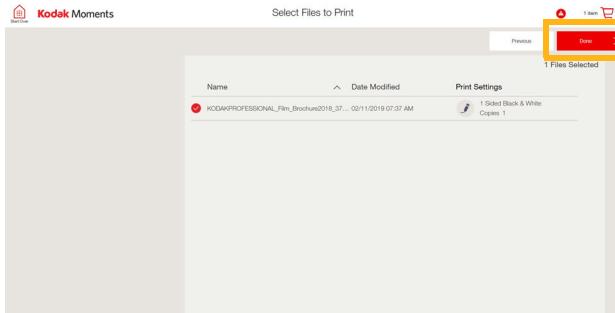 Start Over
Kodak Moments
Select Files to Print
1 item
Previous
Done
1 Files Selected
Name
Date Modified
Print Settings
KODAKPROFESSIONAL_Film_Brochure2018_37... 02/11/2019 07:37 AM
1 Sided Black & White
Copies 1